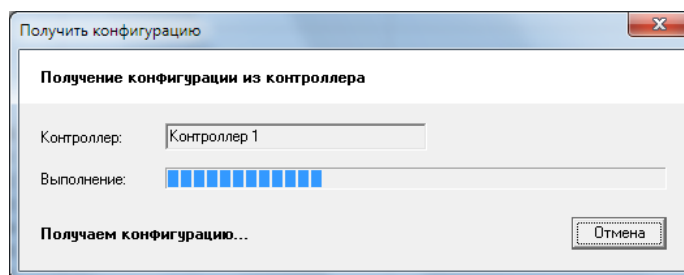 Получить конфигурацию
Получение конфигурации из контроллера
Контроллер: Контроллер 1
Выполнение:
Получаем конфигурацию... Отмена